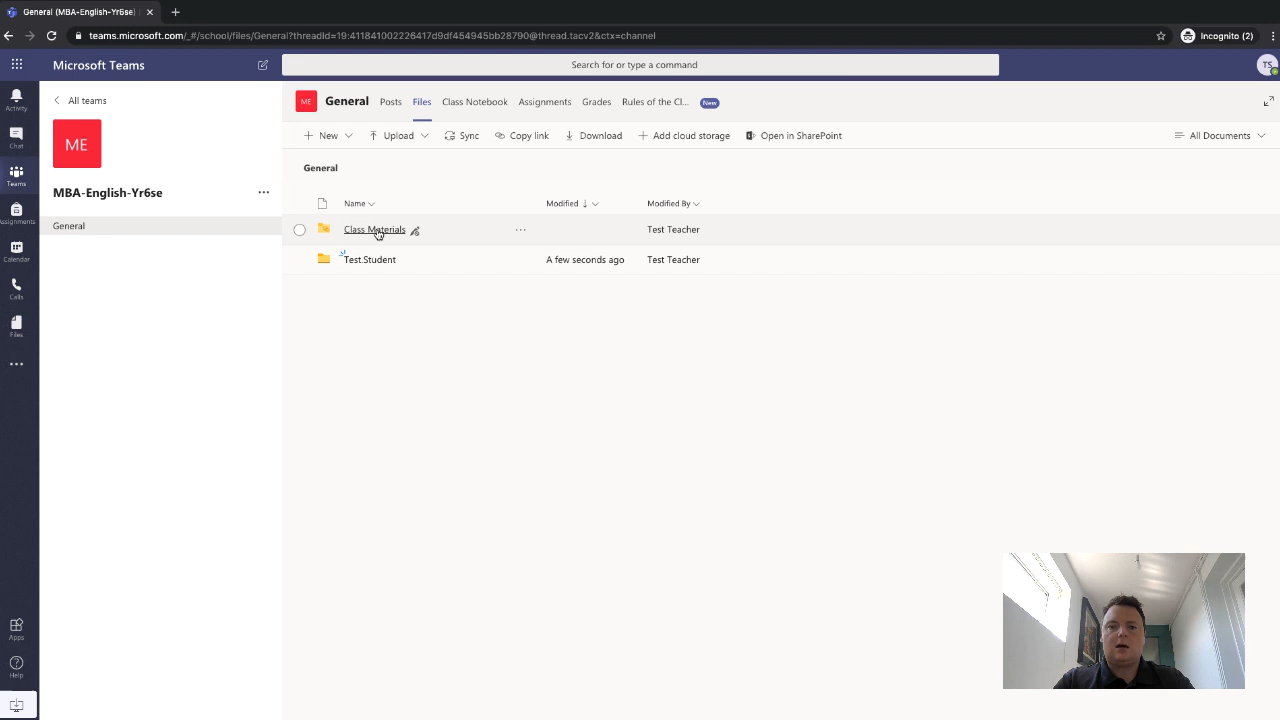 General (MBA-English-Yr6se)
teams.microsoft.com/_#/school/files/General?threadId=19:411841002226417d9df454945bb28790@thread.tacv2&ctx=channel
Incognito (2)
Microsoft Teams
Search for or type a command
TS
Activity
Chat
Teams
Assignments
Calendar
Calls
Files
Apps
Help
All teams
ME
MBA-English-Yr6se
General
ME
General
Posts
Files
Class Notebook
Assignments
Grades
Rules of the Cl...
New
New
Upload
Sync
Copy link
Download
Add cloud storage
Open in SharePoint
All Documents
General
Name
Modified
Modified By
Class Materials
Test Teacher
Test.Student
A few seconds ago
Test Teacher